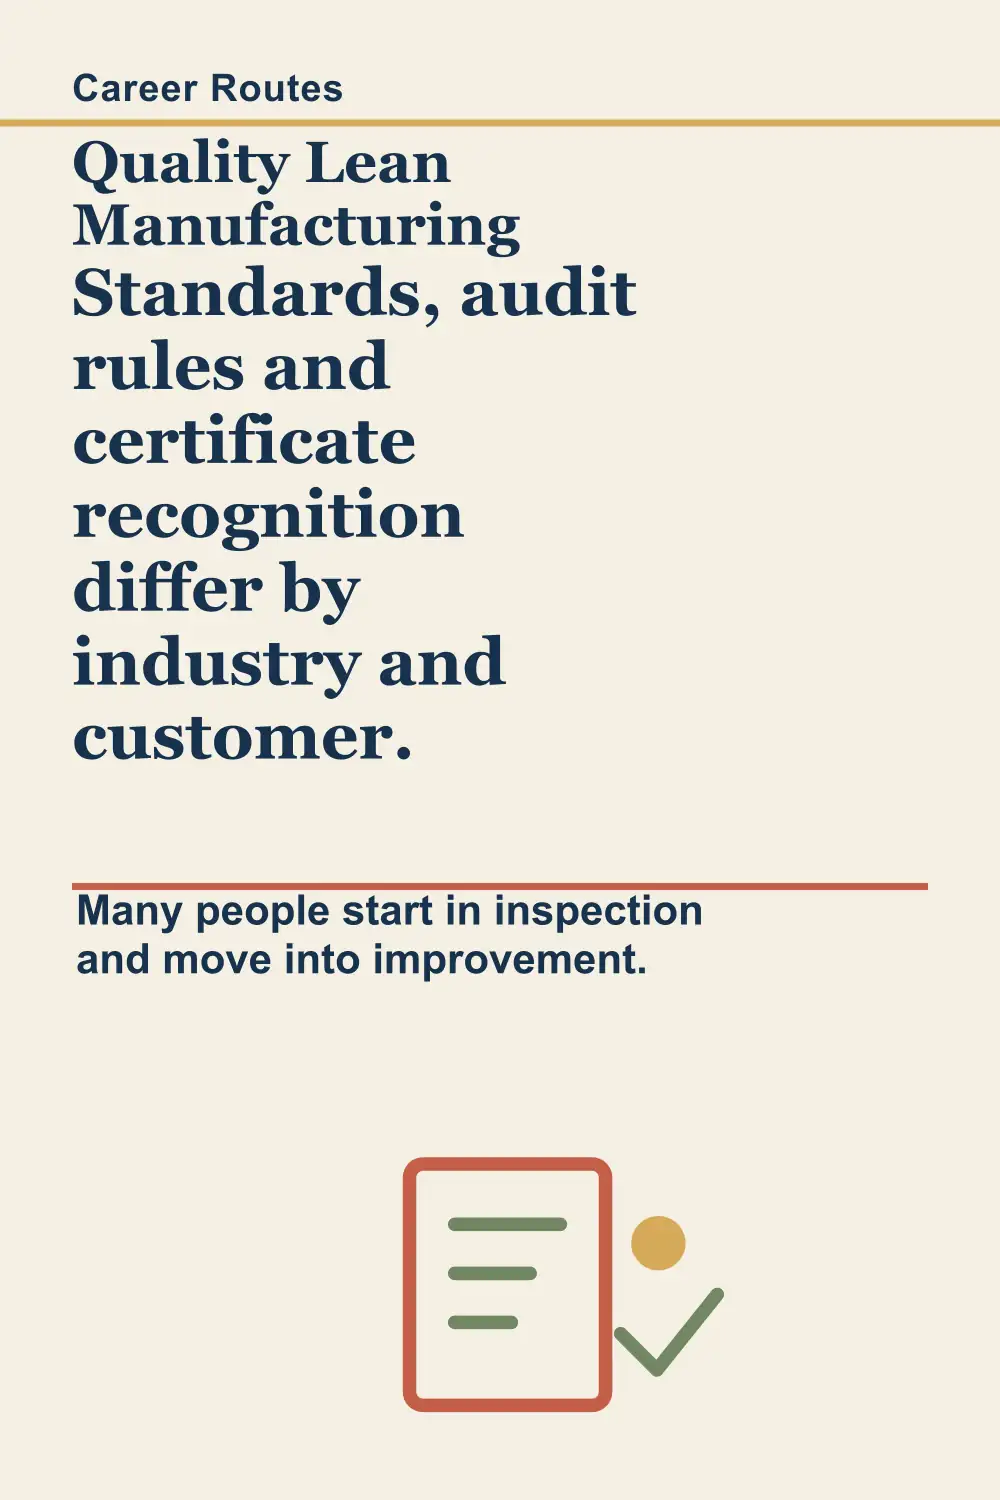 Career Routes
Quality Lean
Manufacturing
Standards, audit
rules and
certificate
recognition
differ by
industry and
customer.
Many people start in inspection
and move into improvement.